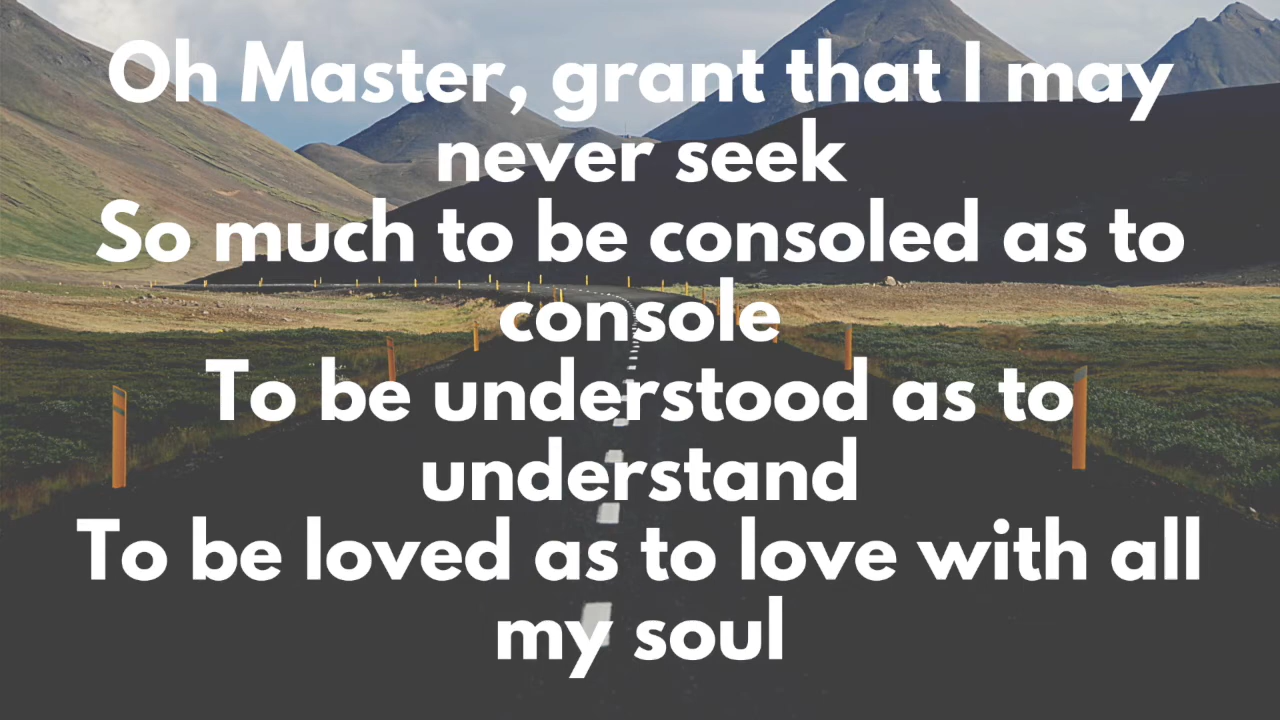 Oh Master, grant that I may
never seek
So much to be consoled as to
console
To be understood as to
understand
To be loved as to love with all
my soul